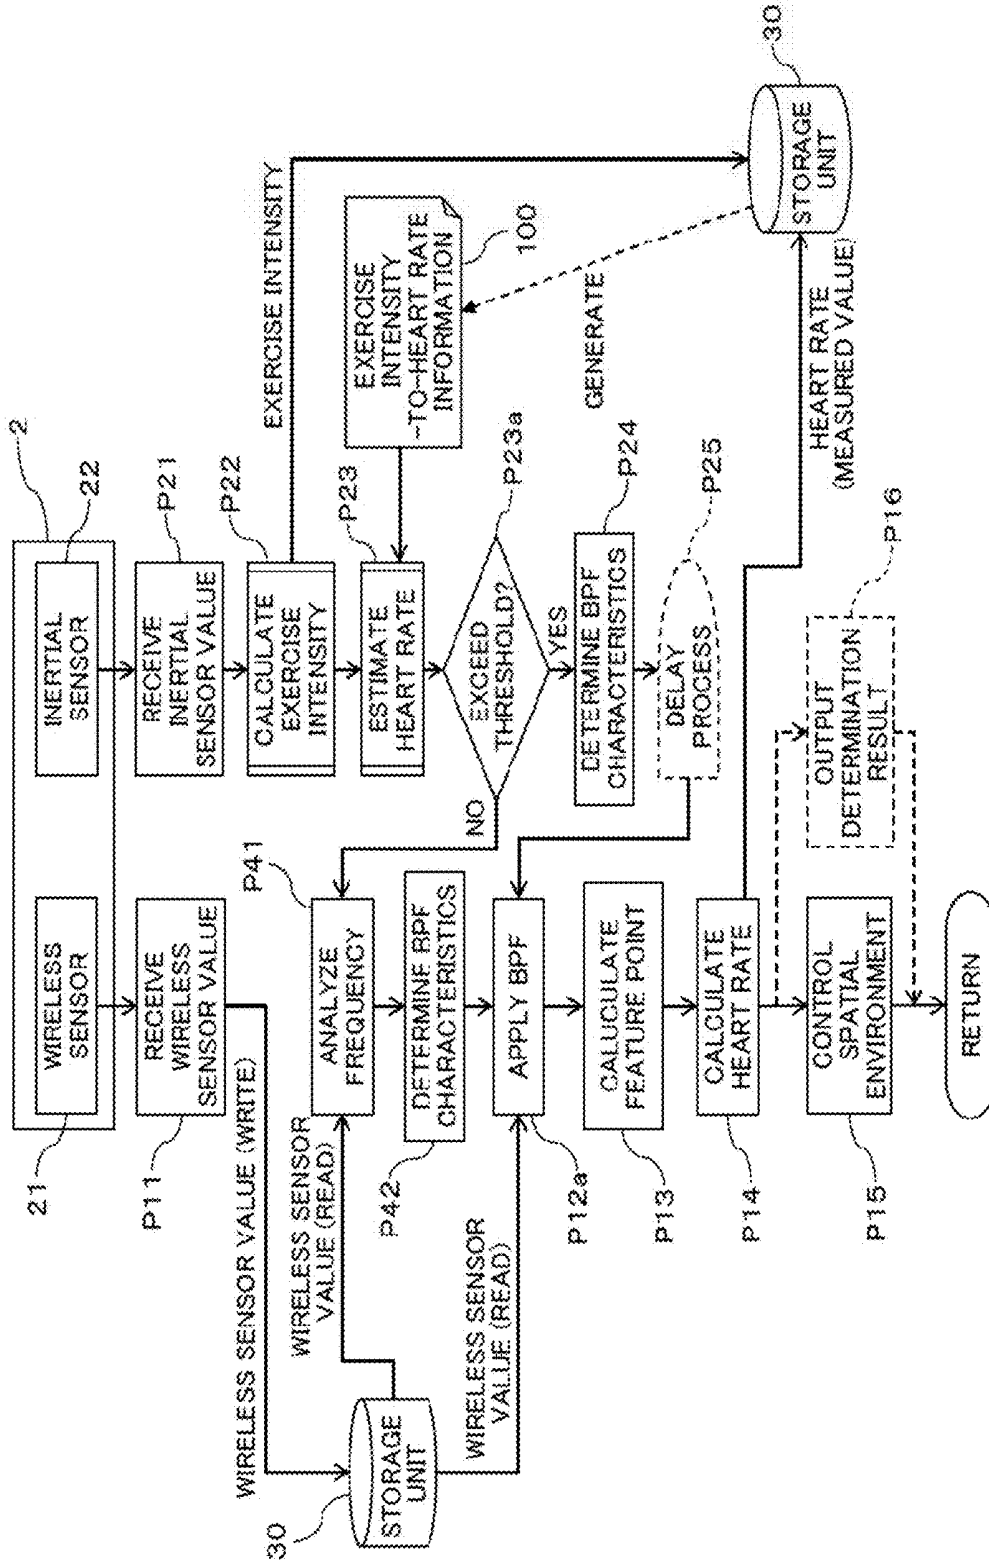 2
21
WIRELESS
SENSOR
INERTIAL
SENSOR
22
P11
RECEIVE
WIRELESS
SENSOR VALUE
RECEIVE
INERTIAL
SENSOR VALUE
P21
WIRELESS SENSOR VALUE (WRITE)
CALCULATE
EXERCISE
INTENSITY
P22
EXERCISE INTENSITY
30
STORAGE
UNIT
WIRELESS SENSOR
VALUE (READ)
ANALYZE
FREQUENCY
P41
ESTIMATE
HEART RATE
P23
EXERCISE
INTENSITY
-TO-HEART RATE
INFORMATION
100
P42
DETERMINE BPF
CHARACTERISTICS
NO
EXCEED
THRESHOLD?
P23a
YES
WIRELESS SENSOR
VALUE (READ)
APPLY BPF
P12a
DETERMINE BPF
CHARACTERISTICS
P24
GENERATE
P13
CALUCULATE
FEATURE POINT
DELAY
PROCESS
P25
P14
CALCULATE
HEART RATE
30
STORAGE
UNIT
HEART RATE
(MEASURED VALUE)
P15
CONTROL
SPATIAL
ENVIRONMENT
OUTPUT
DETERMINATION
RESULT
P16
RETURN